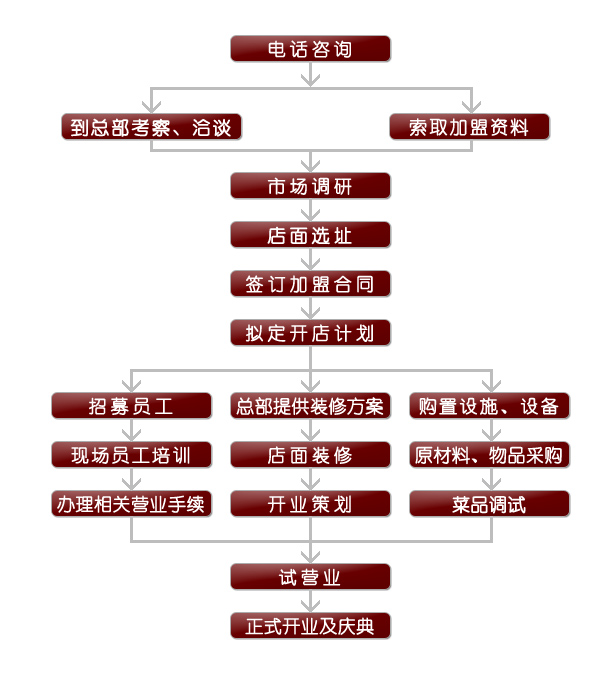 电话咨询
到总部考察、洽谈
索取加盟资料
市场调研
店面选址
签订加盟合同
拟定开店计划
招募员工
总部提供装修方案
购置设施、设备
现场员工培训
店面装修
原材料、物品采购
办理相关营业手续
开业策划
菜品调试
试营业
正式开业及庆典